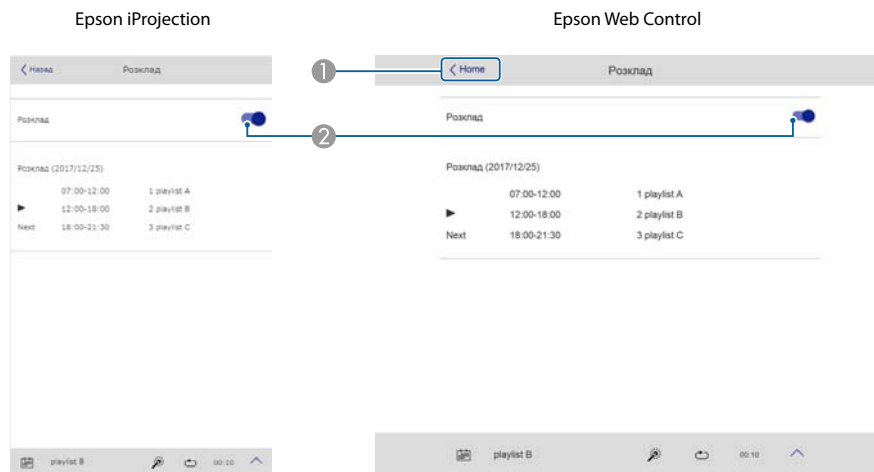 Epson iProjection
Epson Web Control
Назад
Розклад
Розклад
Розклад (2017/12/25)
07:00-12:00 1 playlist A
12:00-18:00 2 playlist B
Next 18:00-21:30 3 playlist C
playlist B 00:10
1
Home
Розклад
Розклад
2
Розклад (2017/12/25)
07:00-12:00 1 playlist A
12:00-18:00 2 playlist B
Next 18:00-21:30 3 playlist C
playlist B 00:10